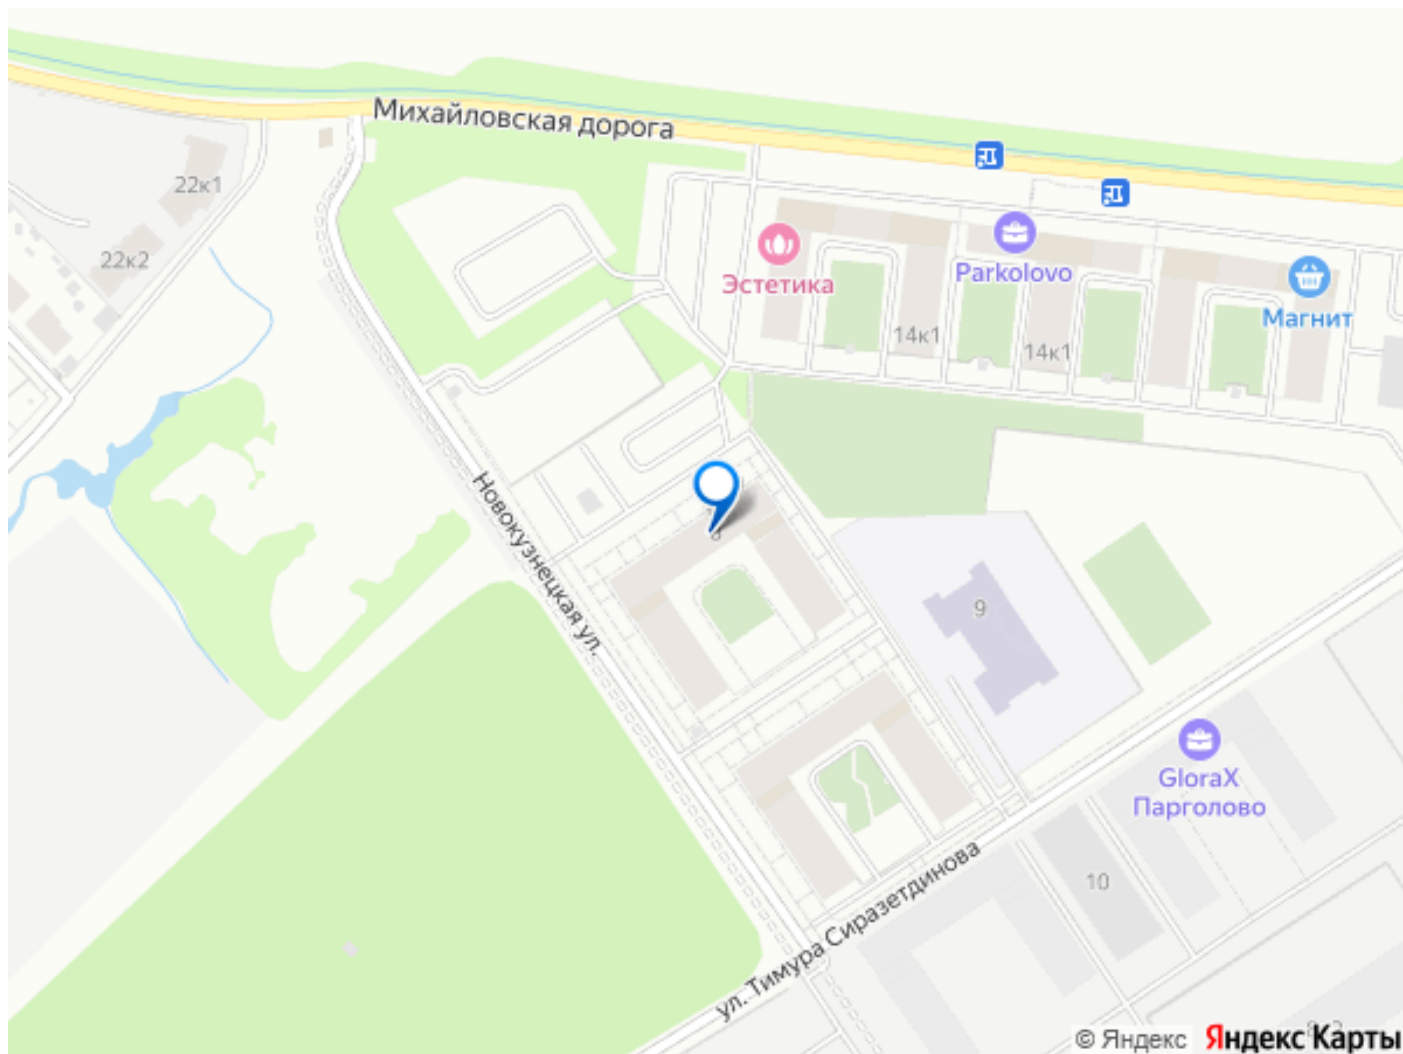 Михайловская дорога
22к1
22к2
Эстетика
Parkolovo
Магнит
14к1
14к1
Новокузнецкая ул.
9
GloraX
Парголово
10
ул. Тимура Сиразетдинова
© Яндекс Яндекс Карты